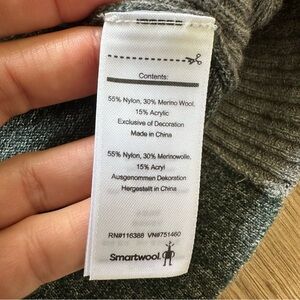 Contents:
55% Nylon, 30% Merino Wool,
15% Acrylic
Exclusive of Decoration
Made in China
55% Nylon, 30% Merinowolle,
15% Acryl
Ausgenommen Dekoration
Hergestellt in China
RN#116388 VN#751460
Smartwool